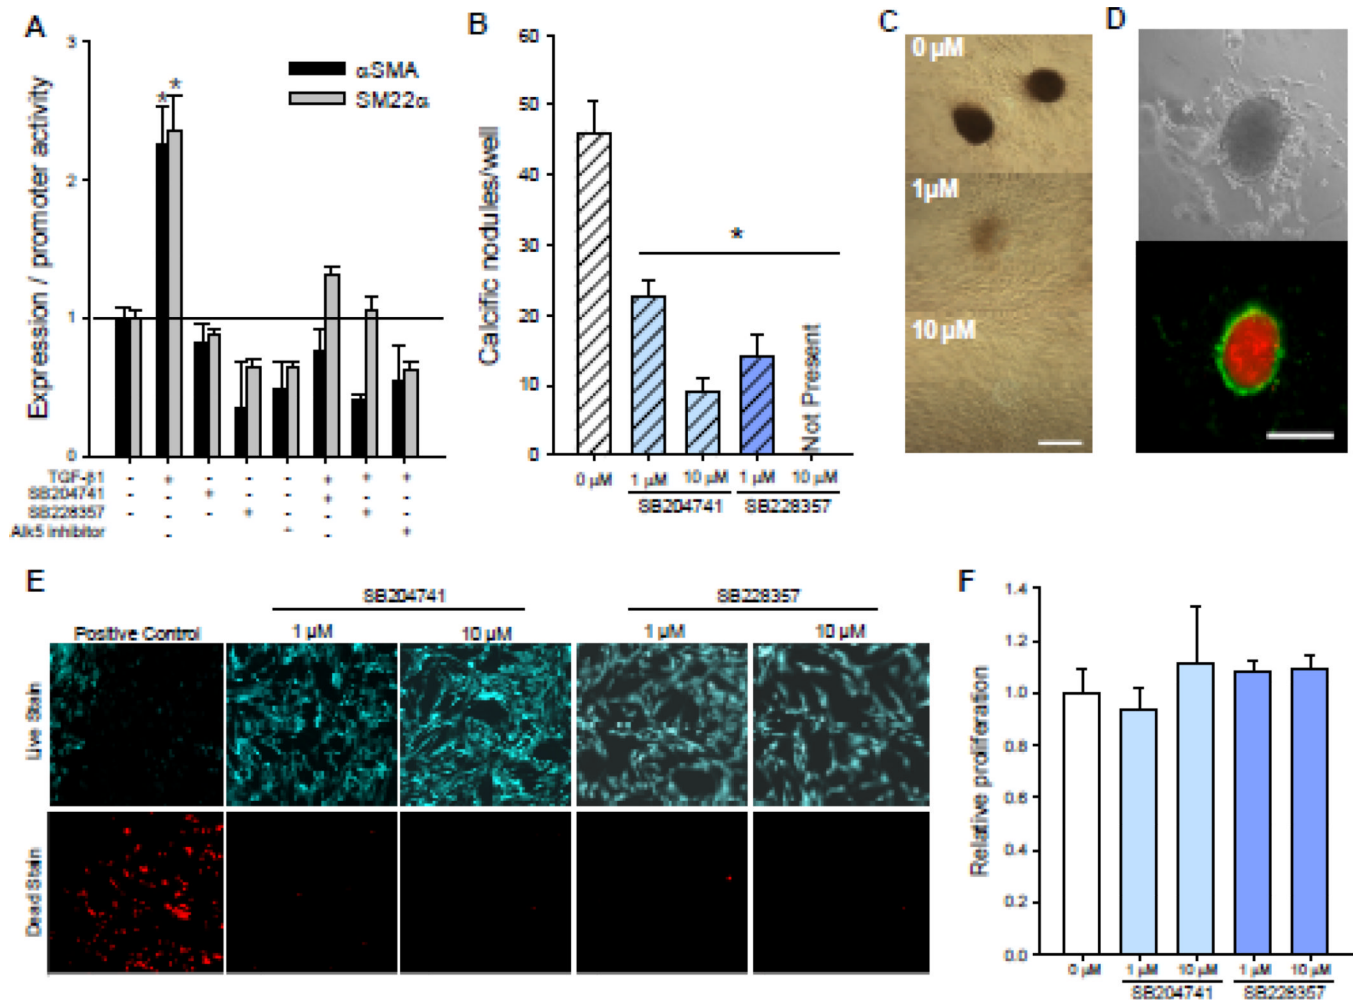 A
Expression / promoter activity
3
2
1
0
αSMA
SM22α
* *
TGF-β1 - + - - - + + +
SB204741 - - + - - + - -
SB228357 - - - + - - + -
Alk5 Inhibitor - - - +
B
Calcific nodules/well
60
50
40
30
20
10
0
*
Not Present
0 μM 1 μM 10 μM 1 μM 10 μM
SB204741 SB228357
C
0 μM
1μM
10 μM
D
E
SB204741 SB228357
Positive Control 1 μM 10 μM 1 μM 10 μM
Live Stain
Dead Stain
F
Relative proliferation
1.4
1.2
1.0
0.8
0.6
0.4
0.2
0.0
0 μM 1 μM 10 μM 1 μM 10 μM
SB204741 SB228357